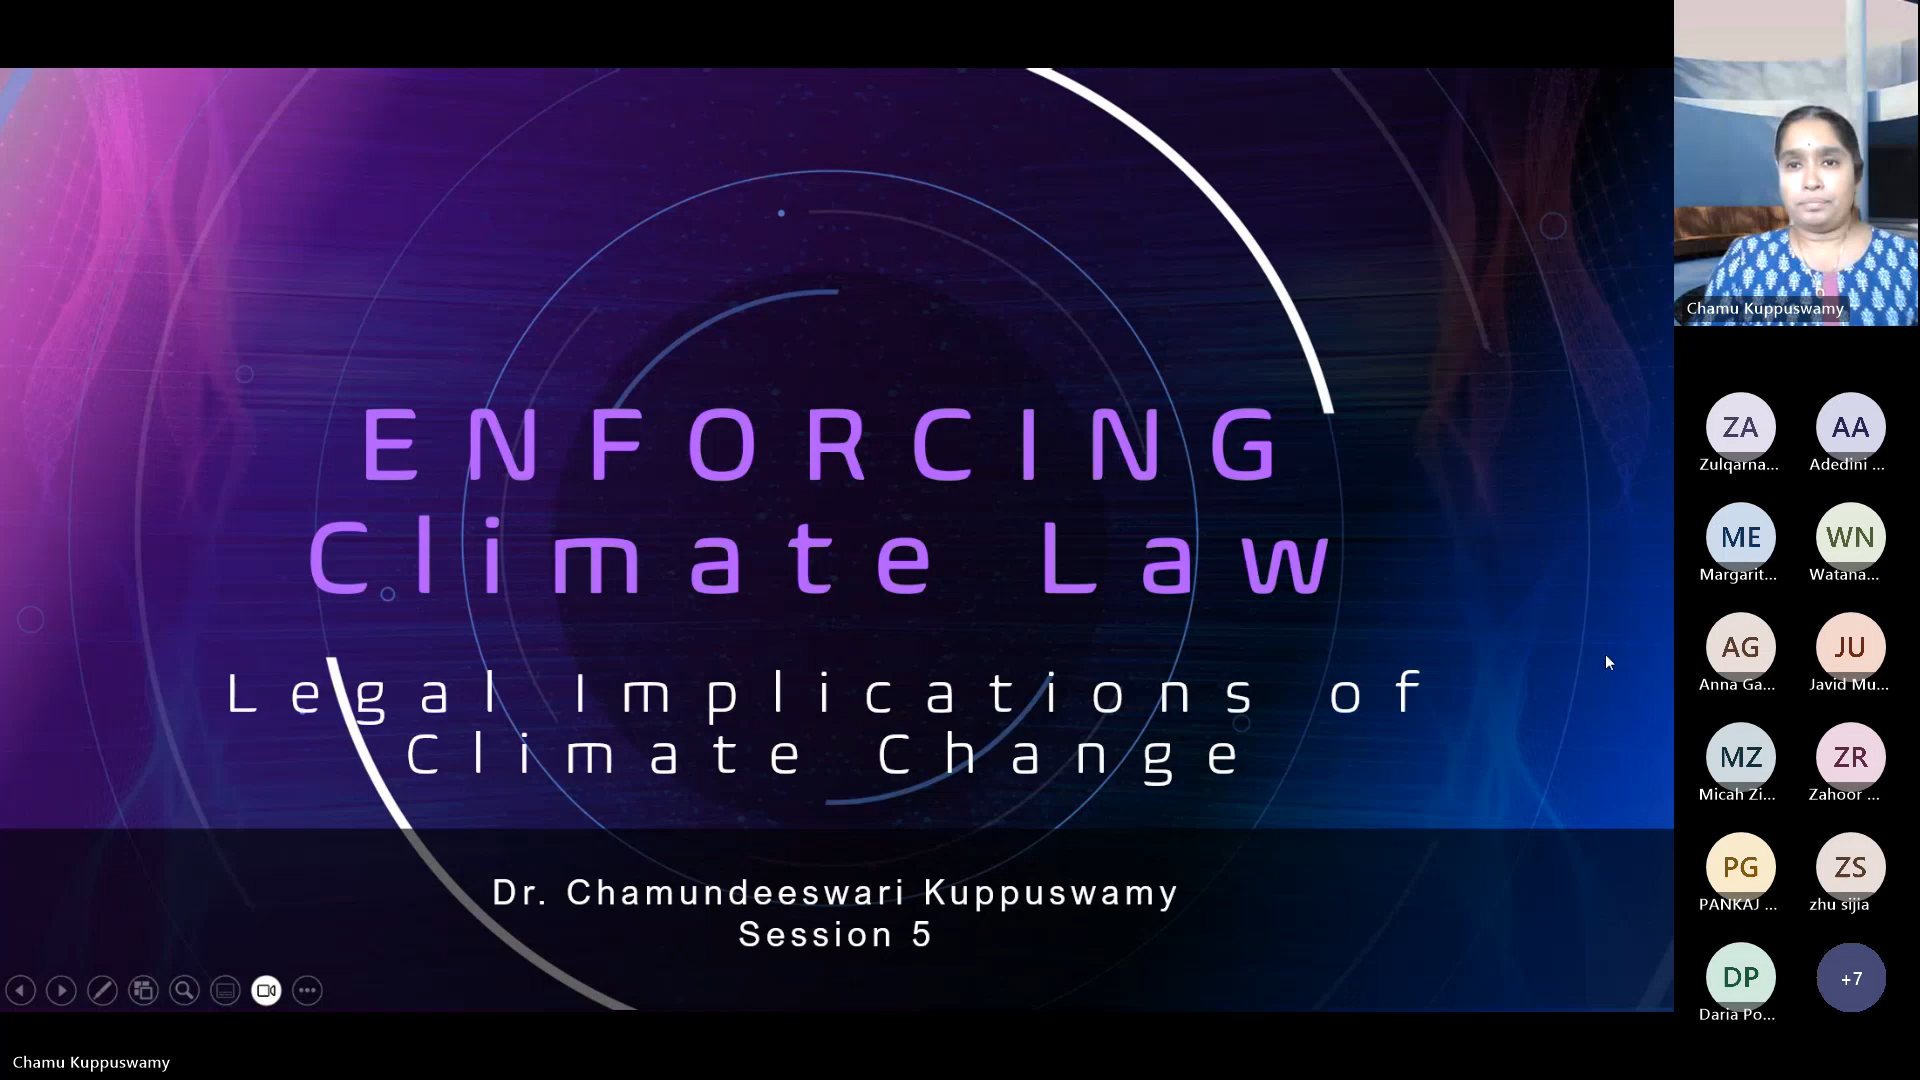 ENFORCING
Climate Law
Legal Implications of
Climate Change
Dr. Chamundeeswari Kuppuswamy
Session 5
Chamu Kuppuswamy
ZA
Zulqarna...
AA
Adedini ...
ME
Margarit...
WN
Watana...
AG
Anna Ga...
JU
Javid Mu...
MZ
Micah Zi...
ZR
Zahoor ...
PG
PANKAJ ...
ZS
zhu sijia
DP
Daria Po...
+7
Chamu Kuppuswamy